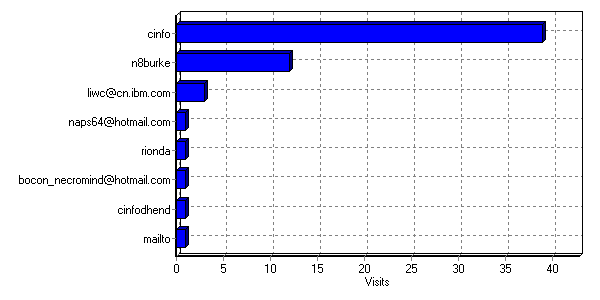 cinfo
n8burke
liwc@cn.ibm.com
naps64@hotmail.com
rionda
bocon_necromind@hotmail.com
cinfodhend
mailto
0 5 10 15 20 25 30 35 40
Visits